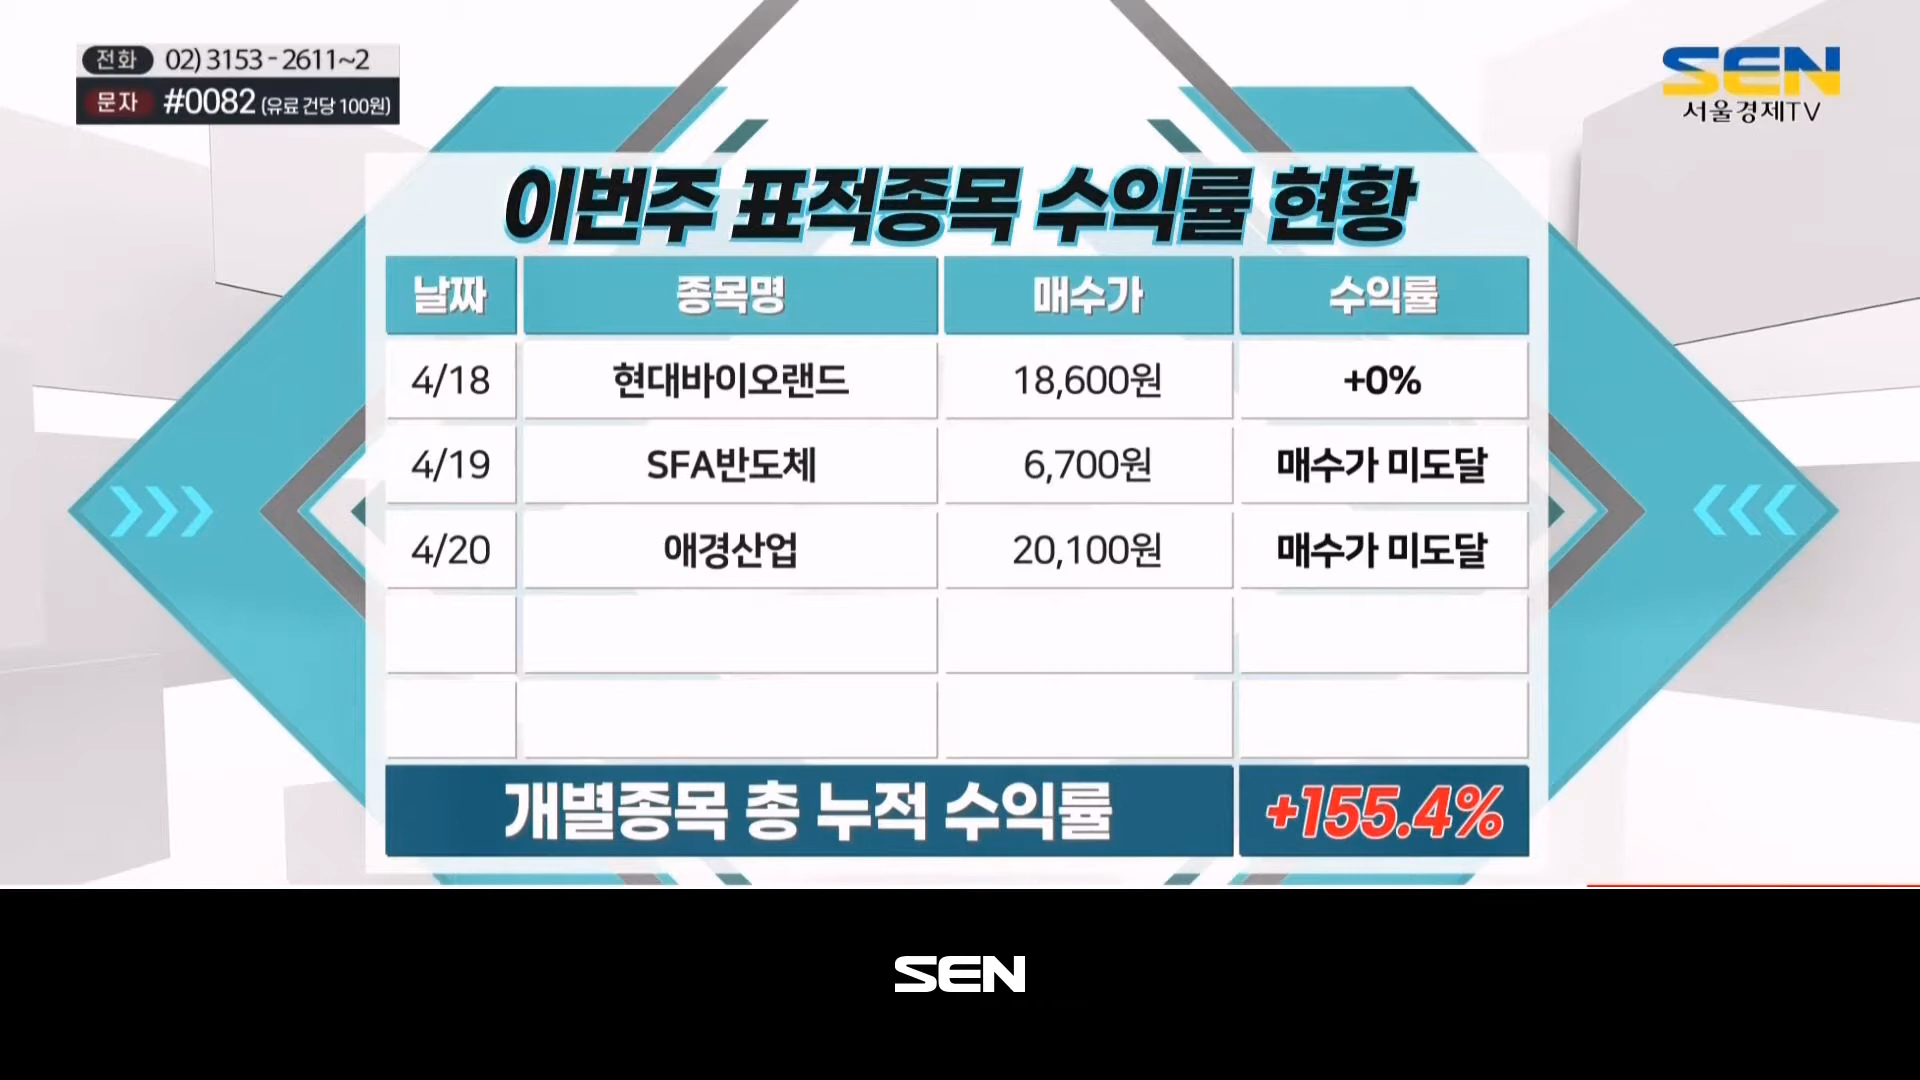 전화 02) 3153 - 2611~2
문자 #0082 (유료 건당 100원)
SEN
서울경제TV
이번주 표적종목 수익률 현황
날짜 종목명 매수가 수익률
4/18 현대바이오랜드 18,600원 +0%
4/19 SFA반도체 6,700원 매수가 미도달
4/20 애경산업 20,100원 매수가 미도달
개별종목 총 누적 수익률 +155.4%
SEN